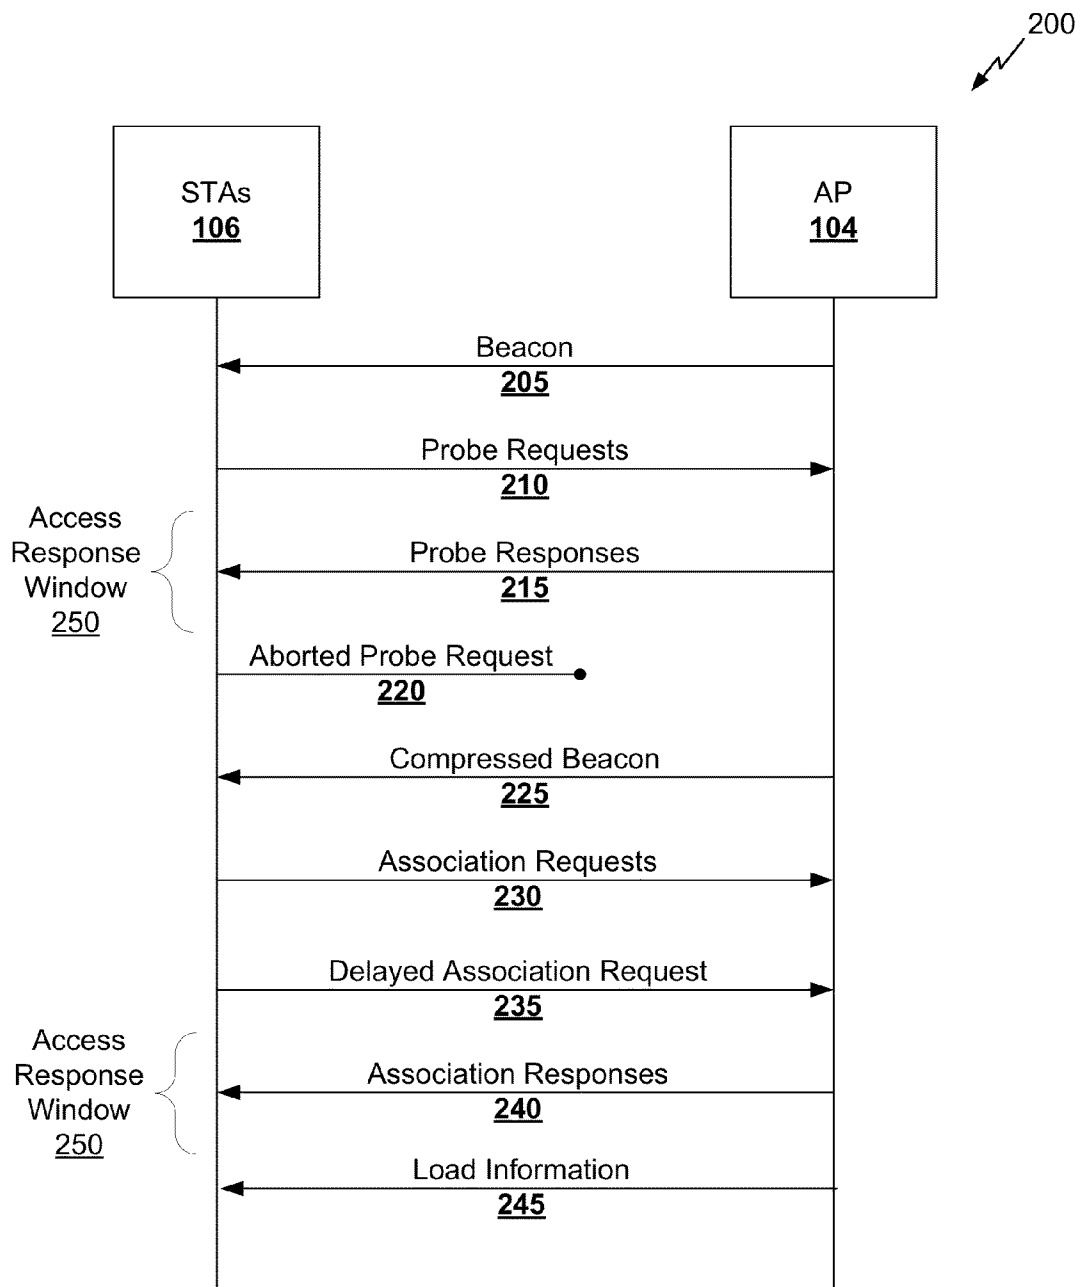 200
STAs
106
AP
104
Beacon
205
Probe Requests
210
Access
Response
Window
250
Probe Responses
215
Aborted Probe Request
220
Compressed Beacon
225
Association Requests
230
Delayed Association Request
235
Access
Response
Window
250
Association Responses
240
Load Information
245